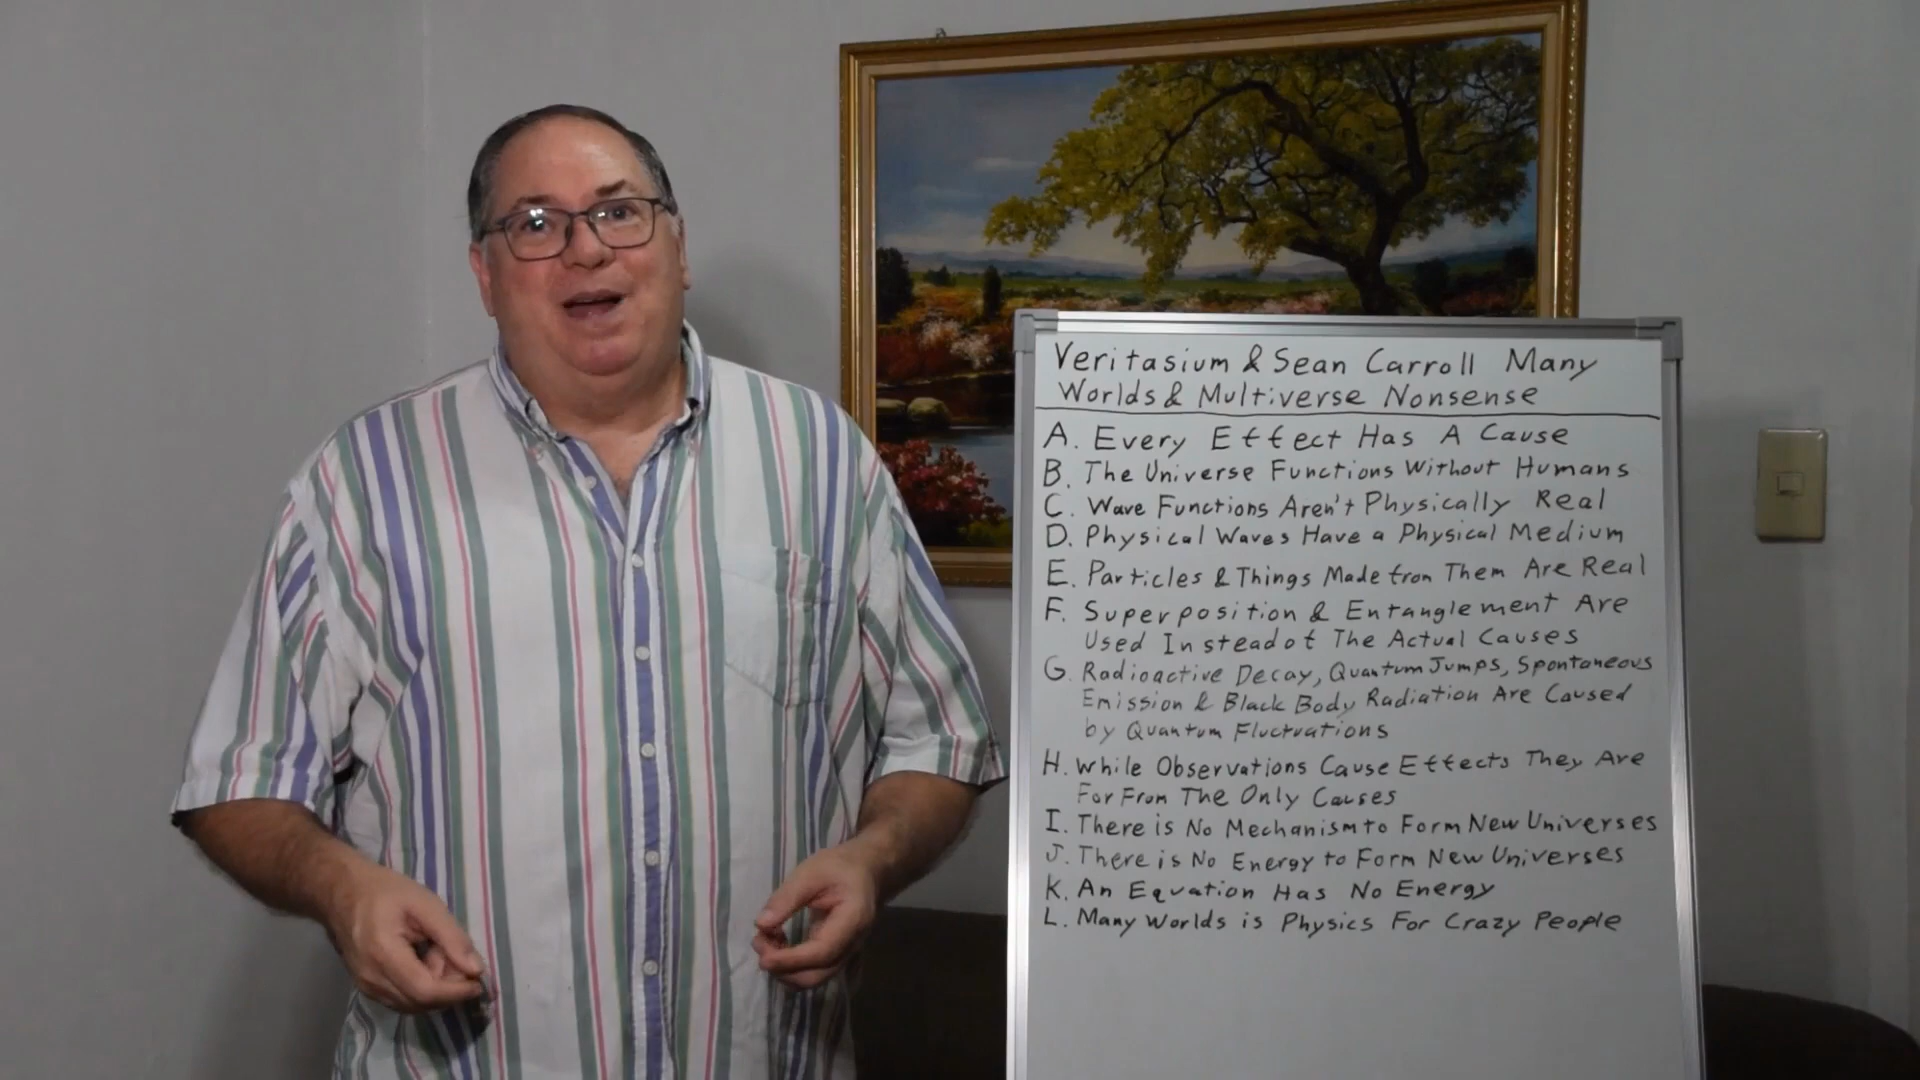 Veritasium & Sean Carroll Many
Worlds & Multiverse Nonsense
A. Every Effect Has A Cause
B. The Universe Functions Without Humans
C. Wave Functions Aren't Physically Real
D. Physical Waves Have a Physical Medium
E. Particles & Things Made from Them Are Real
F. Superposition & Entanglement Are
Used Instead of The Actual Causes
G. Radioactive Decay, Quantum Jumps, Spontaneous
Emission & Black Body Radiation Are Caused
by Quantum Fluctuations
H. While Observations Cause Effects They Are
Far From The Only Causes
I. There is No Mechanism to Form New Universes
J. There is No Energy to Form New Universes
K. An Equation Has No Energy
L. Many Worlds is Physics For Crazy People